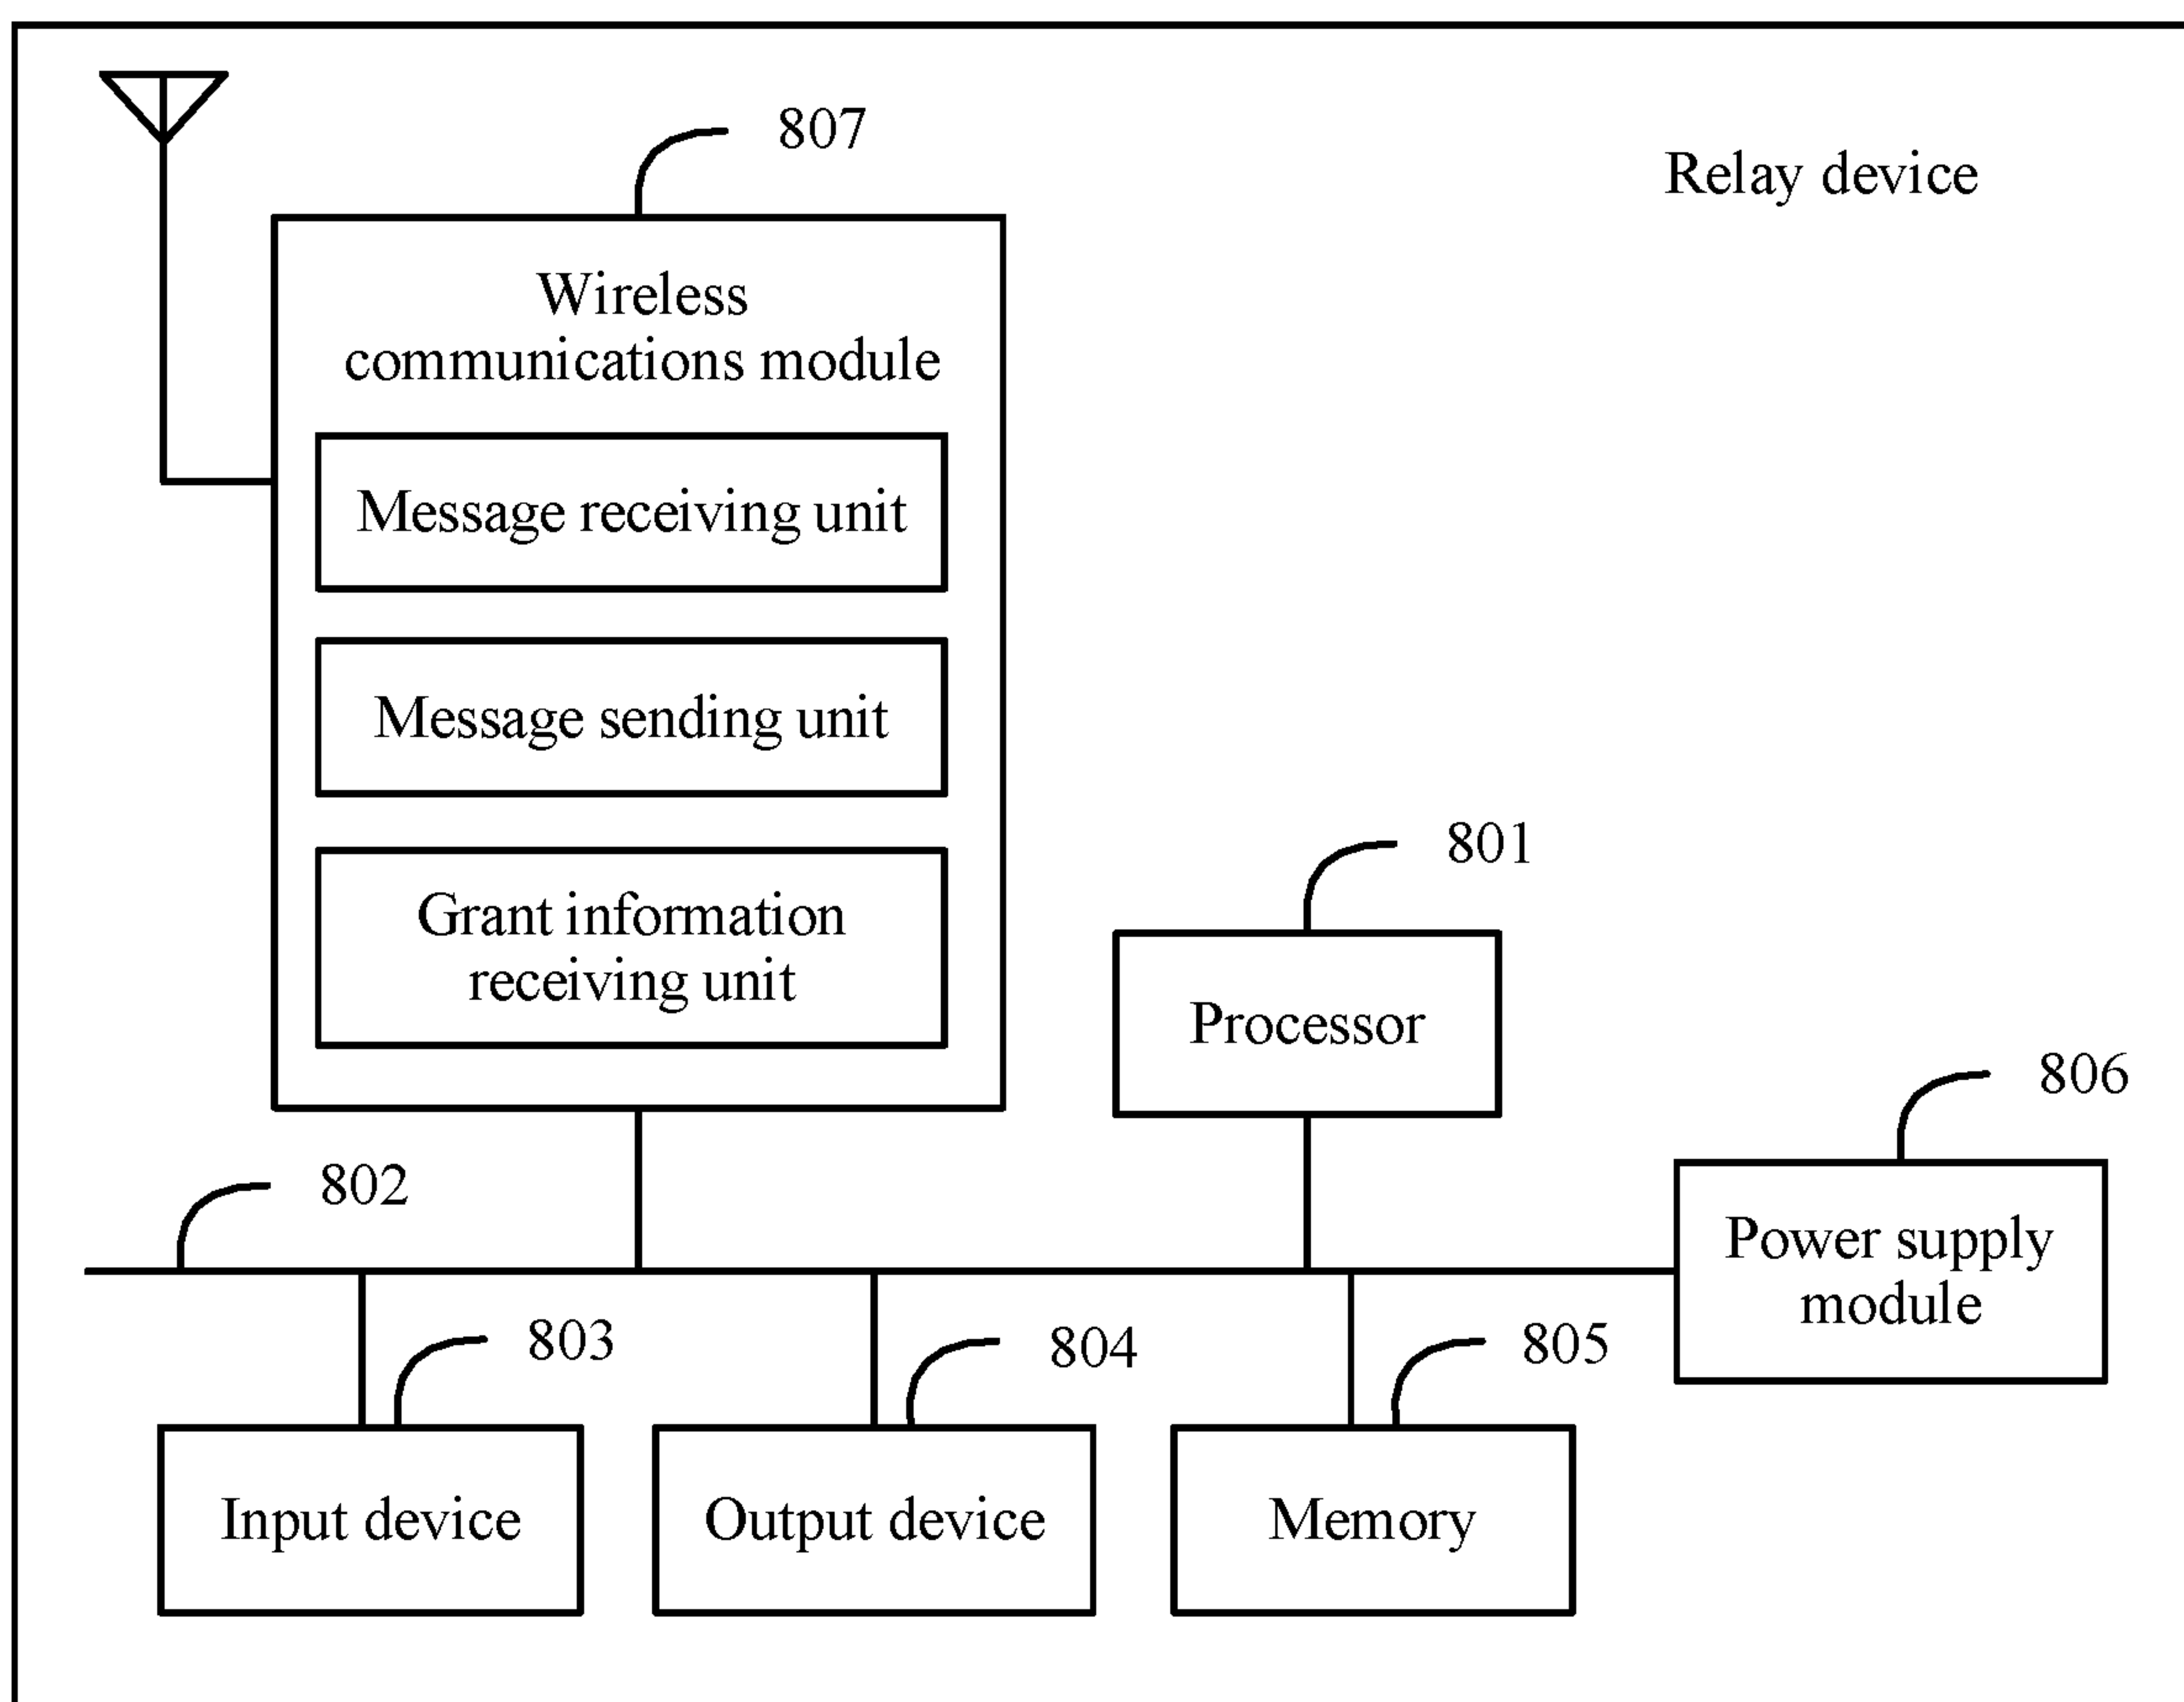 807
Relay device
Wireless
communications module
Message receiving unit
Message sending unit
Grant information
receiving unit
801
Processor
806
Power supply
module
802
803
804
805
Input device
Output device
Memory